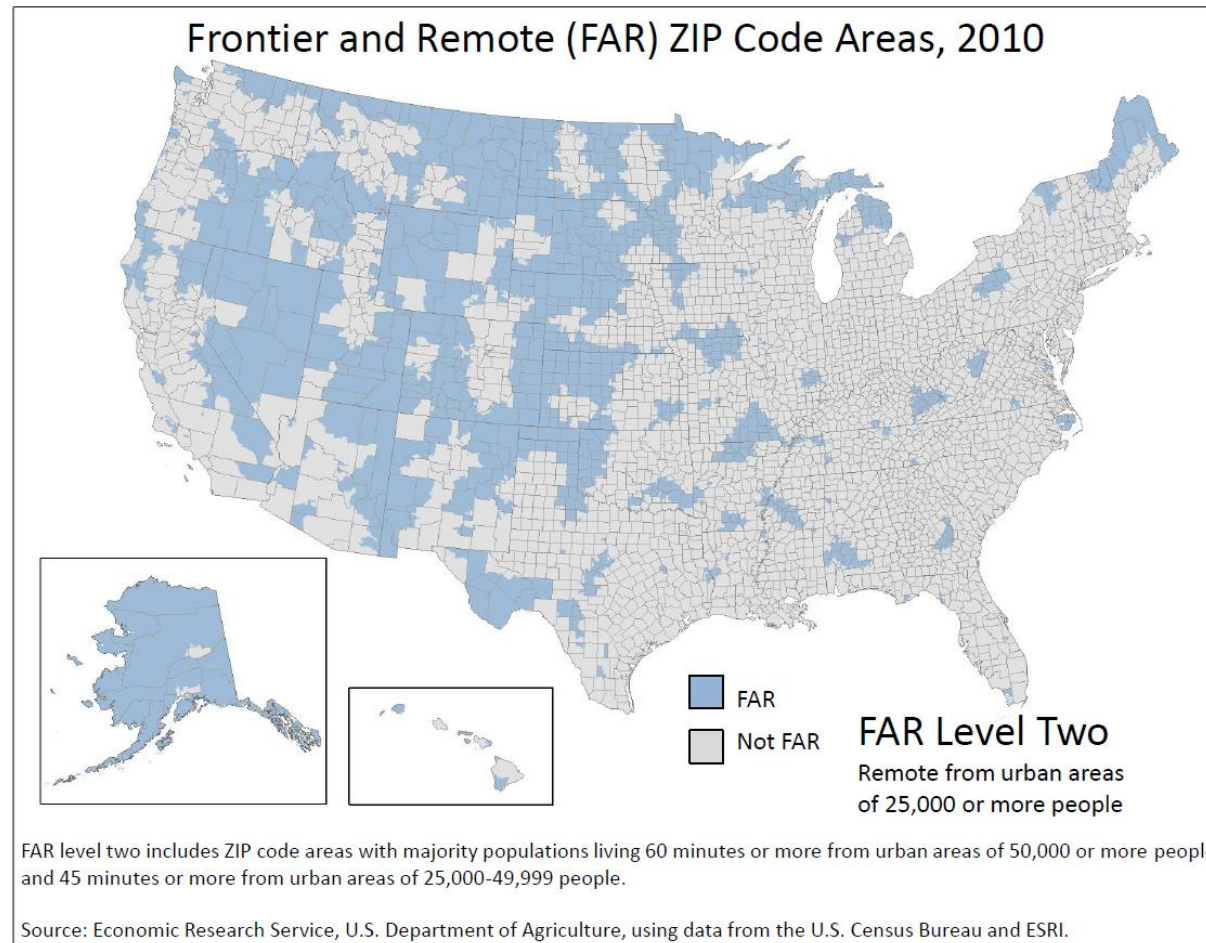 Frontier and Remote (FAR) ZIP Code Areas, 2010
FAR
Not FAR
FAR Level Two
Remote from urban areas
of 25,000 or more people
FAR level two includes ZIP code areas with majority populations living 60 minutes or more from urban areas of 50,000 or more peopl
and 45 minutes or more from urban areas of 25,000-49,999 people.
Source: Economic Research Service, U.S. Department of Agriculture, using data from the U.S. Census Bureau and ESRI.